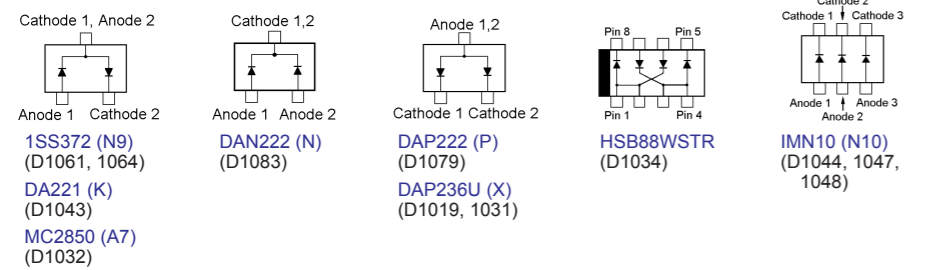 Cathode 1, Anode 2
Anode 1 Cathode 2
1SS372 (N9)
(D1061, 1064)
DA221 (K)
(D1043)
MC2850 (A7)
(D1032)
Cathode 1,2
Anode 1 Anode 2
DAN222 (N)
(D1083)
Anode 1,2
Cathode 1 Cathode 2
DAP222 (P)
(D1079)
DAP236U (X)
(D1019, 1031)
Pin 8 Pin 5
Pin 1 Pin 4
HSB88WSTR
(D1034)
Cathode 2
Cathode 1 Cathode 3
Anode 1 Anode 3
Anode 2
IMN10 (N10)
(D1044, 1047,
1048)